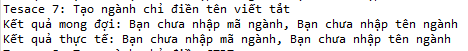 Tesace 7: Tạo ngành chỉ điền tên viết tắt
Kết quả mong đợi: Bạn chưa nhập mã ngành, Bạn chưa nhập tên ngành
Kết quả thực tế: Bạn chưa nhập mã ngành, Bạn chưa nhập tên ngành